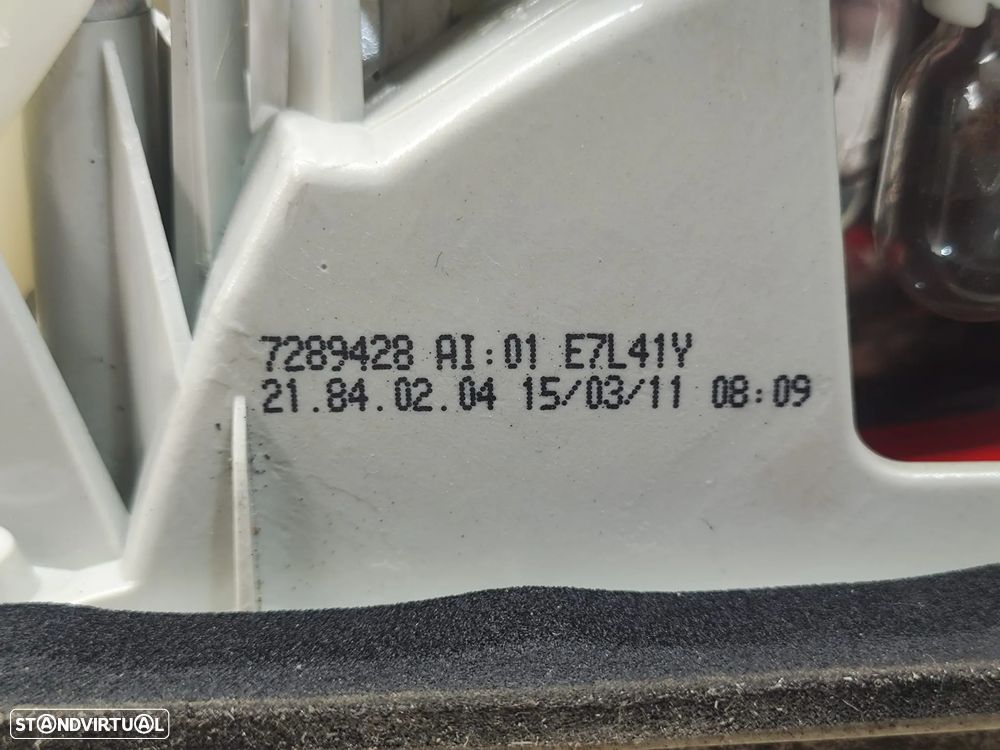 7289428 AI:01 E7L41Y
21.84.02.04 15/03/11 08:09
STANDVIRTUAL